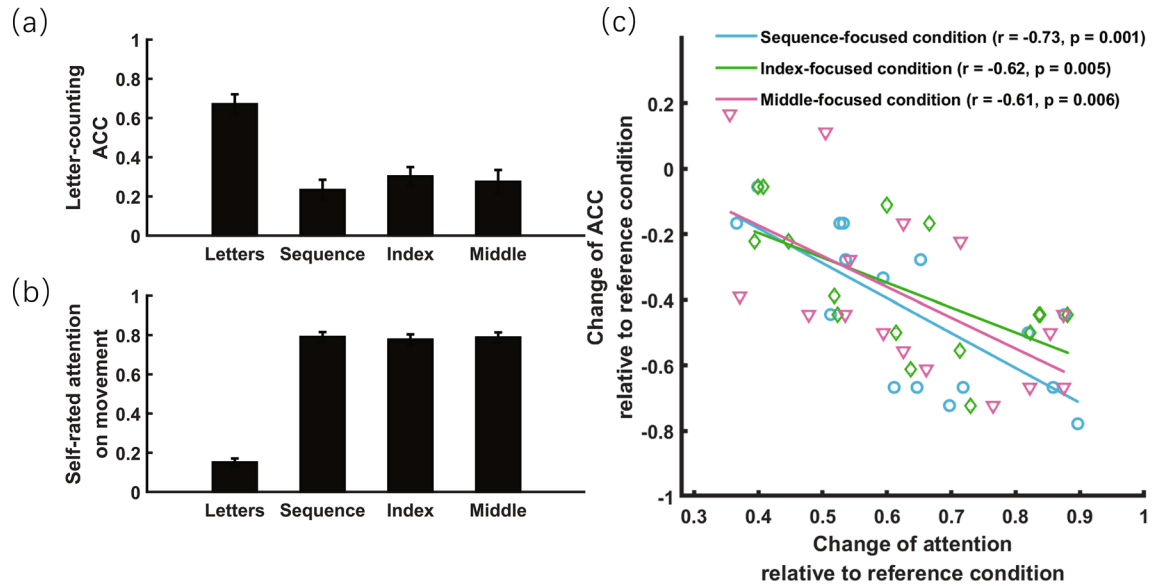 (a)
1
0.8
0.6
0.4
0.2
0
Letter-counting
ACC
Letters Sequence Index Middle
(b)
1
0.8
0.6
0.4
0.2
0
Self-rated attention
on movement
Letters Sequence Index Middle
(c)
Sequence-focused condition (r = -0.73, p = 0.001)
Index-focused condition (r = -0.62, p = 0.005)
Middle-focused condition (r = -0.61, p = 0.006)
0.2
0
-0.2
-0.4
-0.6
-0.8
-1
Change of ACC
relative to reference condition
0.3 0.4 0.5 0.6 0.7 0.8 0.9 1
Change of attention
relative to reference condition